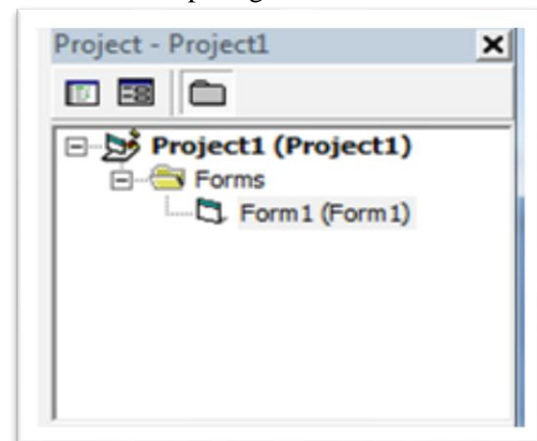 Project - Project1
Project1 (Project1)
Forms
Form1 (Form1)